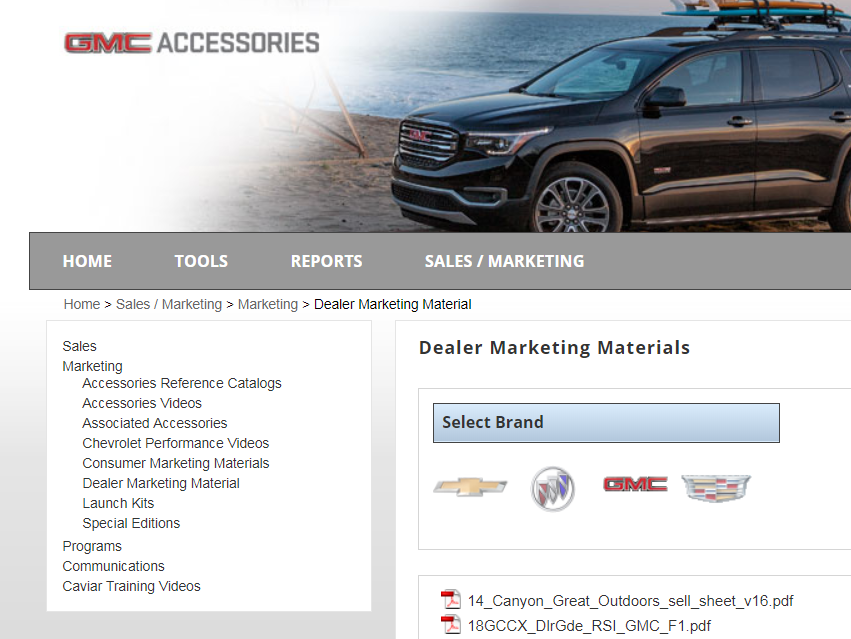 GMC ACCESSORIES
HOME TOOLS REPORTS SALES / MARKETING
Home > Sales / Marketing > Marketing > Dealer Marketing Material
Sales
Marketing
Accessories Reference Catalogs
Accessories Videos
Associated Accessories
Chevrolet Performance Videos
Consumer Marketing Materials
Dealer Marketing Material
Launch Kits
Special Editions
Programs
Communications
Caviar Training Videos
Dealer Marketing Materials
Select Brand
GMC
14_Canyon_Great_Outdoors_sell_sheet_v16.pdf
18GCCX_DlrGde_RSI_GMC_F1.pdf